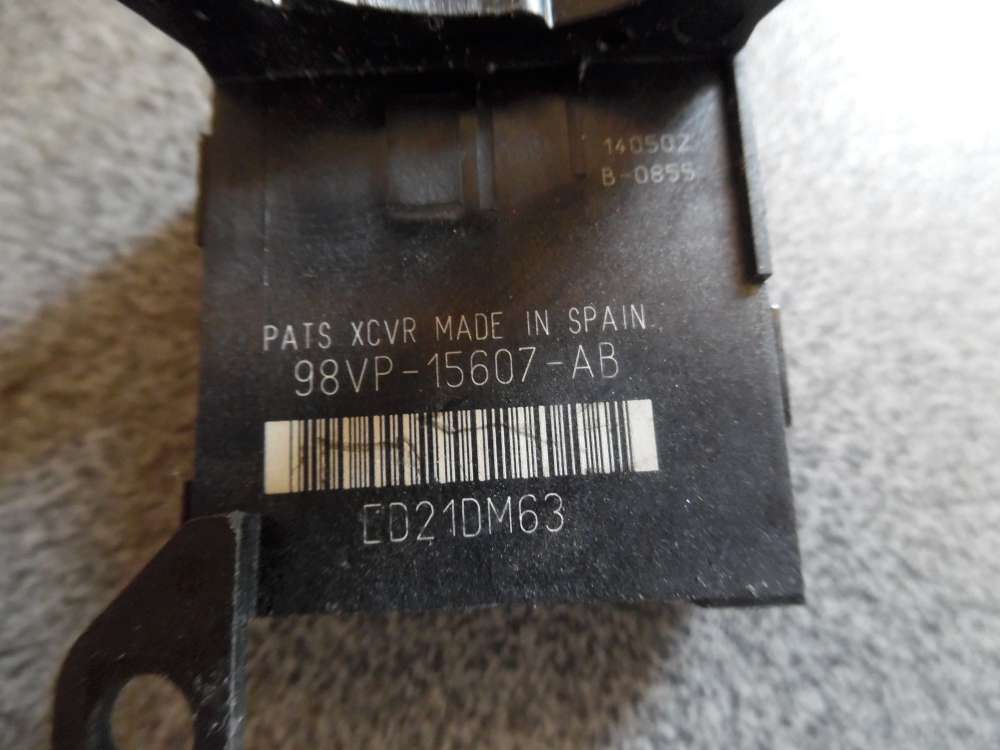 140502
B-0855
PATS XCVR MADE IN SPAIN
98VP-15607-AB
ED21DM63